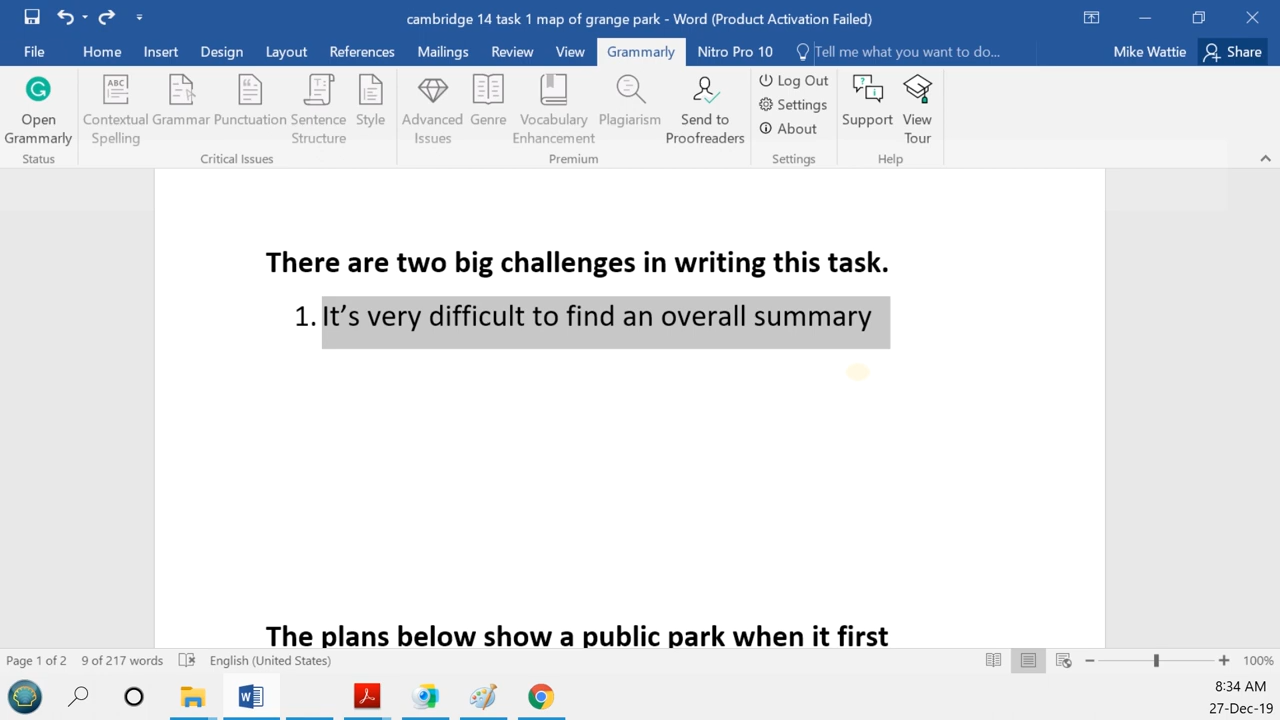 cambridge 14 task 1 map of grange park - Word (Product Activation Failed)
File Home Insert Design Layout References Mailings Review View Grammarly Nitro Pro 10 Tell me what you want to do... Mike Wattie Share
Open Grammarly
Status
ABC
Contextual Spelling
Grammar
Punctuation
Sentence Structure
Style
Critical Issues
Advanced Issues
Genre
Vocabulary Enhancement
Plagiarism
Send to Proofreaders
Premium
Log Out
Settings
About
Settings
Support
View Tour
Help
There are two big challenges in writing this task.
1. It’s very difficult to find an overall summary
The plans below show a public park when it first
Page 1 of 2 9 of 217 words English (United States) 100%
8:34 AM
27-Dec-19